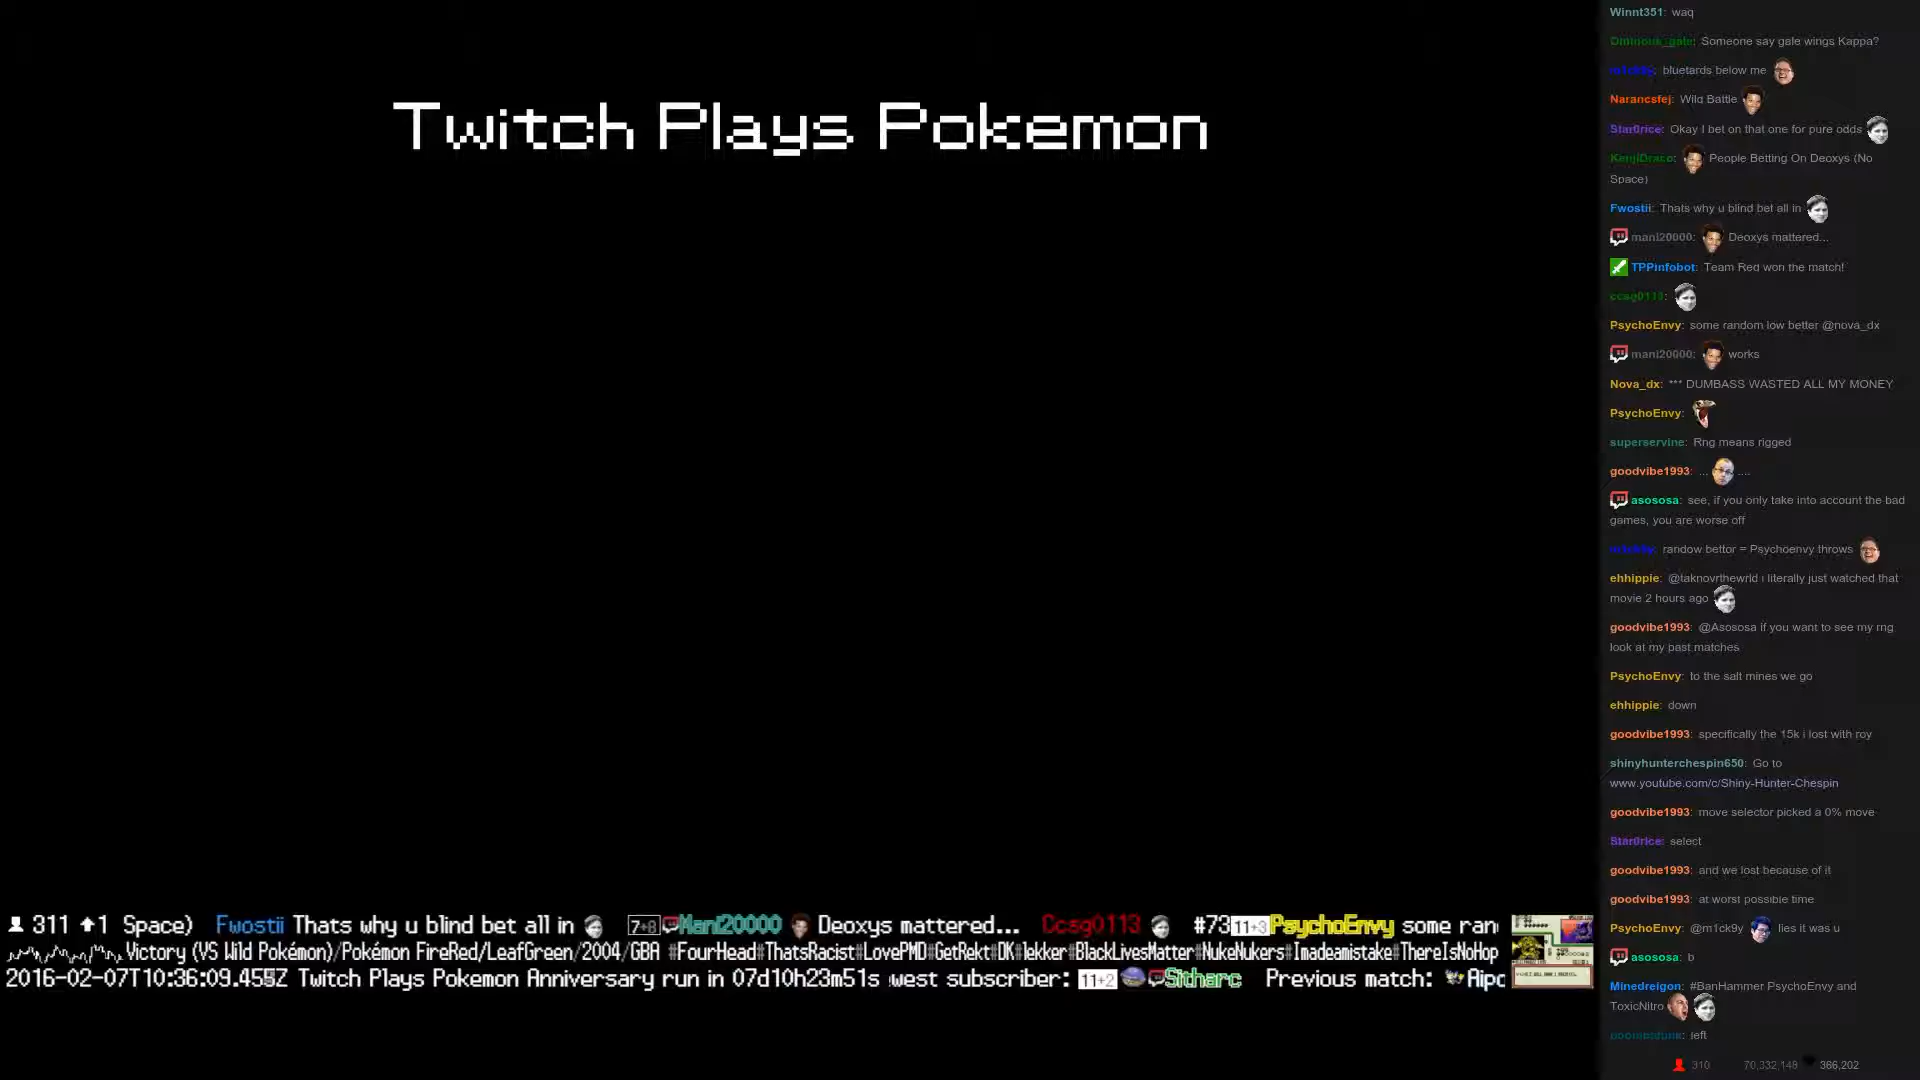 Twitch Plays Pokemon
311 1 Space) Fwostii Thats why u blind bet all in 7+8 Mani20000 Deoxys mattered... Ccsg0113 #73 11+3 PsychoEnvy some ran
Victory (VS Wild Pokémon)/Pokémon FireRed/LeafGreen/2004/GBA #FourHead#ThatsRacist#LovePMD#GetRekt#DK#lekker#BlackLivesMatter#NukeNukers#Imadeamistake#ThereIsNoHop
Twitch Plays Pokemon Anniversary run in 07d10h23m51s west subscriber: 11+2 Sitharc Previous match: Aipo
Winnt351: waq
Ominous_gale: Someone say gale wings Kappa?
m1ck9y: bluetards below me
Narancsfej: Wild Battle
Star0rice: Okay I bet on that one for pure odds
KenjiDraco: People Betting On Deoxys (No
Space)
Fwostii: Thats why u blind bet all in
mani20000: Deoxys mattered...
TPPinfobot: Team Red won the match!
ccsg0113:
PsychoEnvy: some random low better @nova_dx
mani20000: works
Nova_dx: *** DUMBASS WASTED ALL MY MONEY
PsychoEnvy:
superservine: Rng means rigged
goodvibe1993: ... ....
asososa: see, if you only take into account the bad
games, you are worse off
m1ck9y: randow bettor = Psychoenvy throws
ehhippie: @taknovrthewrld i literally just watched that
movie 2 hours ago
goodvibe1993: @Asososa if you want to see my rng
look at my past matches
PsychoEnvy: to the salt mines we go
ehhippie: down
goodvibe1993: specifically the 15k i lost with roy
shinyhunterchespin650: Go to
www.youtube.com/c/Shiny-Hunter-Chespin
goodvibe1993: move selector picked a 0% move
Star0rice: select
goodvibe1993: and we lost because of it
goodvibe1993: at worst possible time
PsychoEnvy: @m1ck9y lies it was u
asososa: b
Minedreigon: #BanHammer PsychoEnvy and
ToxicNitro
left
310 70,332,148 366,202